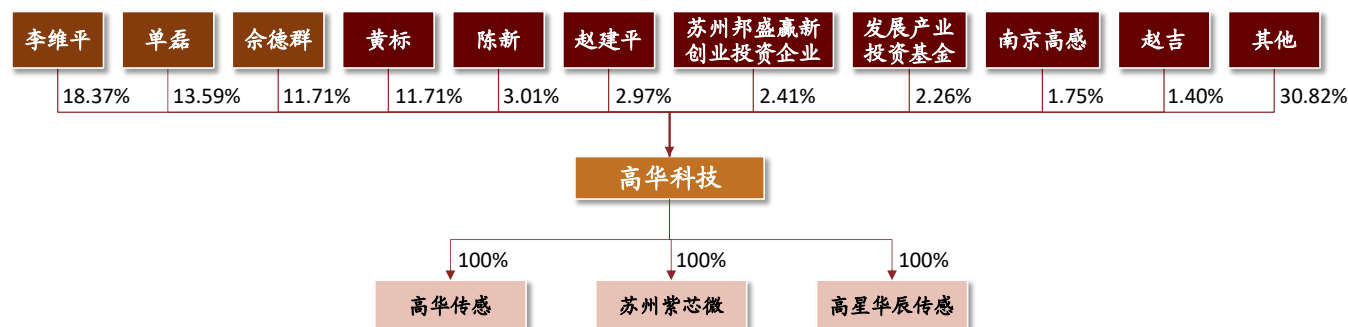 李维平
单磊
佘德群
黄标
陈新
赵建平
苏州邦盛赢新
创业投资企业
发展产业
投资基金
南京高感
赵吉
其他
18.37%
13.59%
11.71%
11.71%
3.01%
2.97%
2.41%
2.26%
1.75%
1.40%
30.82%
高华科技
100%
100%
100%
高华传感
苏州紫芯微
高星华辰传感